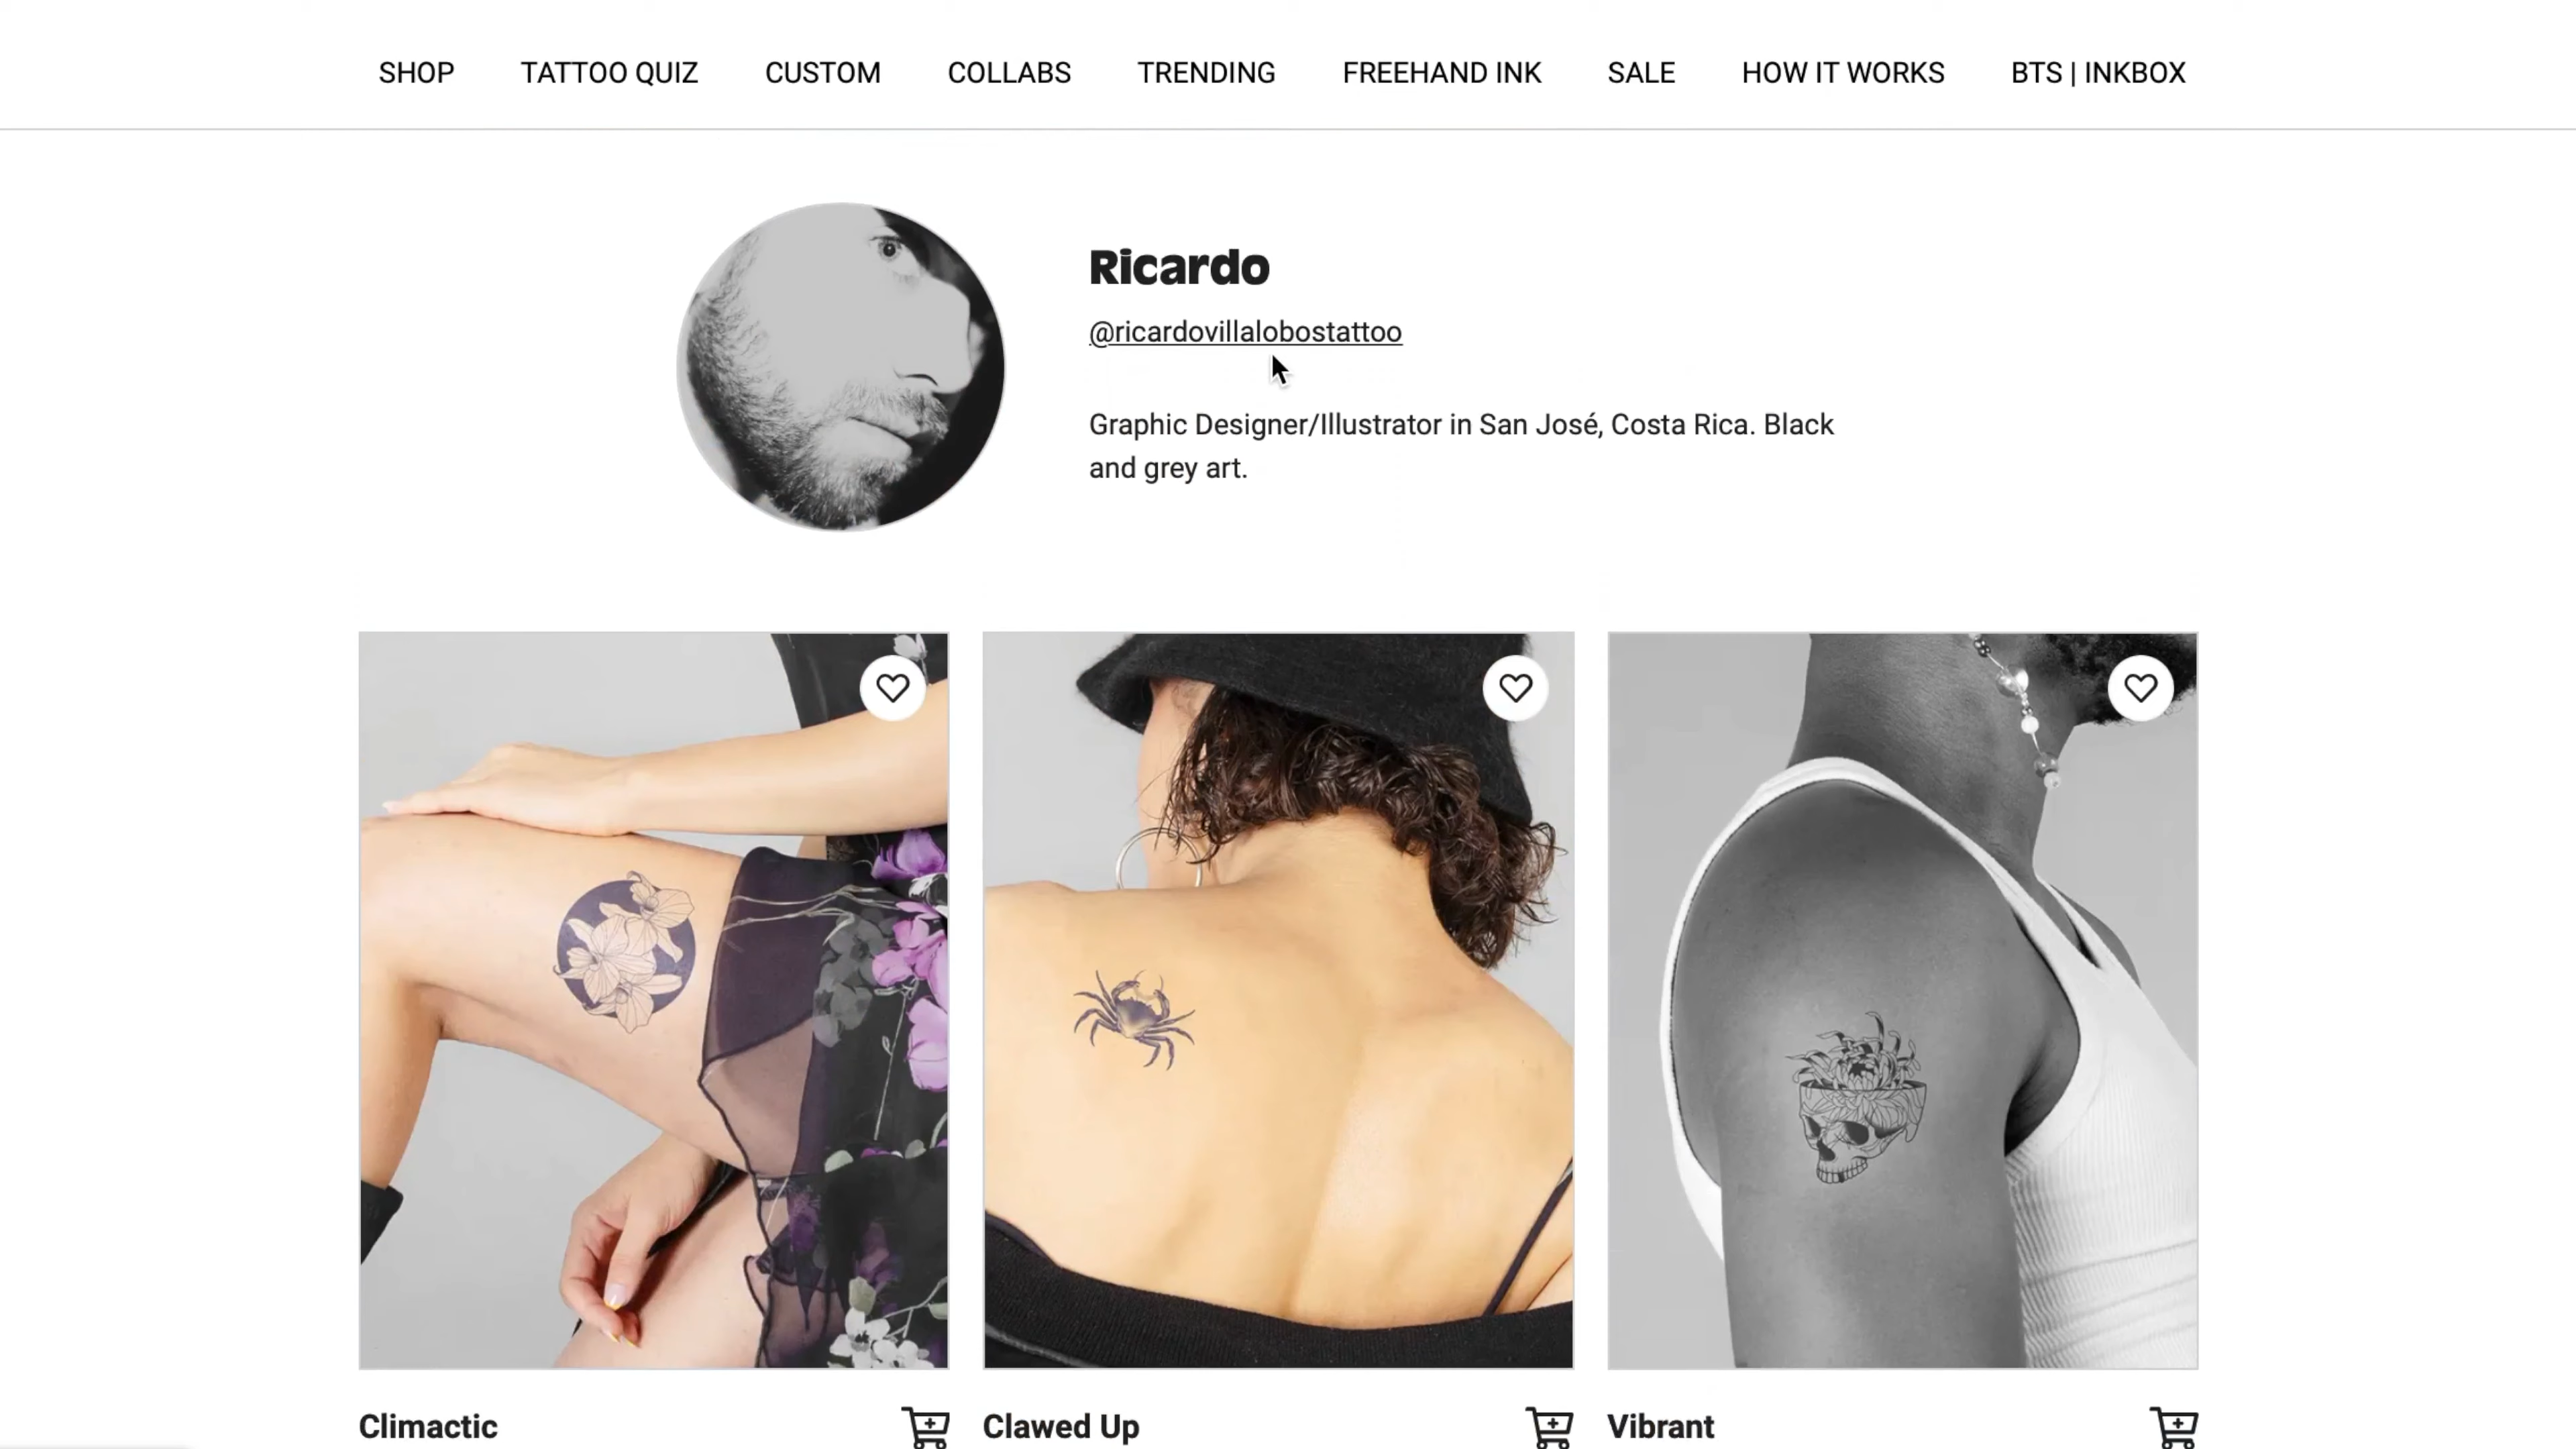 SHOP TATTOO QUIZ CUSTOM COLLABS TRENDING FREEHAND INK SALE HOW IT WORKS BTS | INKBOX
Ricardo
@ricardovillalobostattoo
Graphic Designer/Illustrator in San José, Costa Rica. Black
and grey art.
Climactic Clawed Up Vibrant